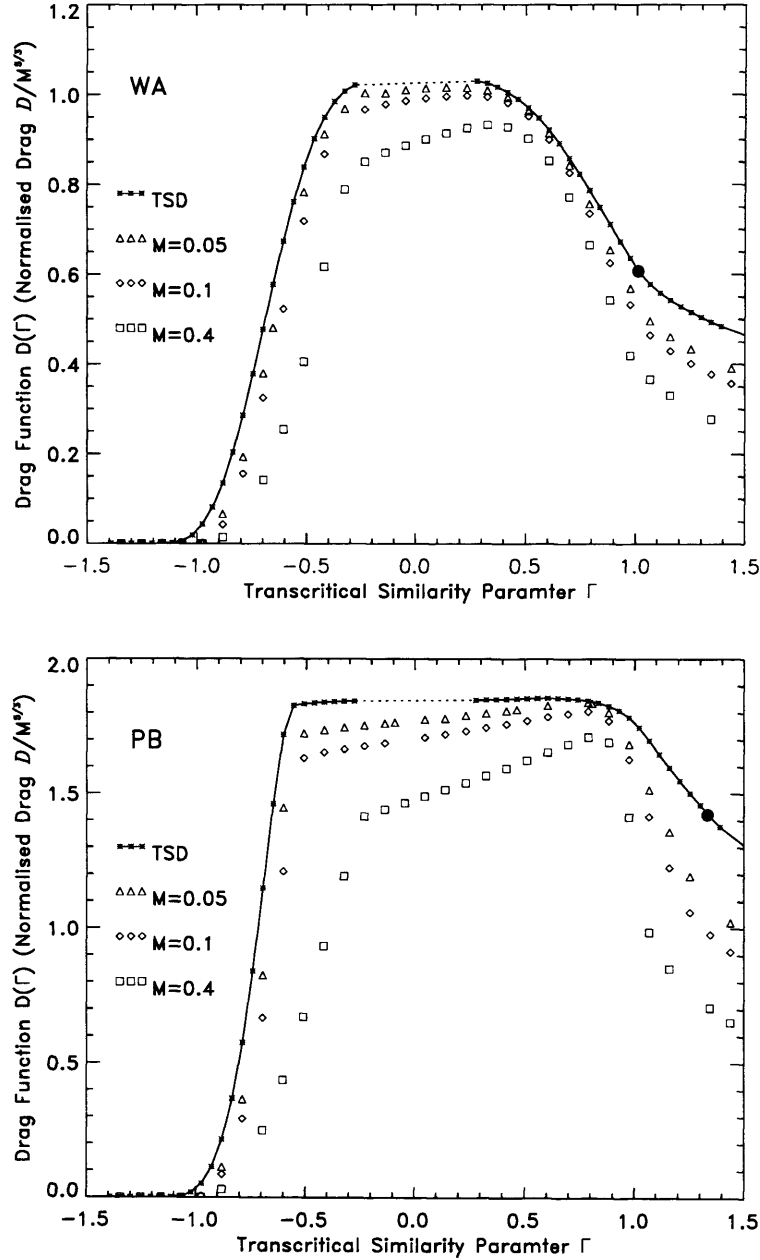 1.2
1.0
0.8
0.6
0.4
0.2
0.0
Drag Function D(Γ) (Normalised Drag D/M^5/3)
WA
TSD
M=0.05
M=0.1
M=0.4
-1.5 -1.0 -0.5 0.0 0.5 1.0 1.5
Transcritical Similarity Paramter Γ
2.0
1.5
1.0
0.5
0.0
Drag Function D(Γ) (Normalised Drag D/M^5/3)
PB
TSD
M=0.05
M=0.1
M=0.4
-1.5 -1.0 -0.5 0.0 0.5 1.0 1.5
Transcritical Similarity Paramter Γ